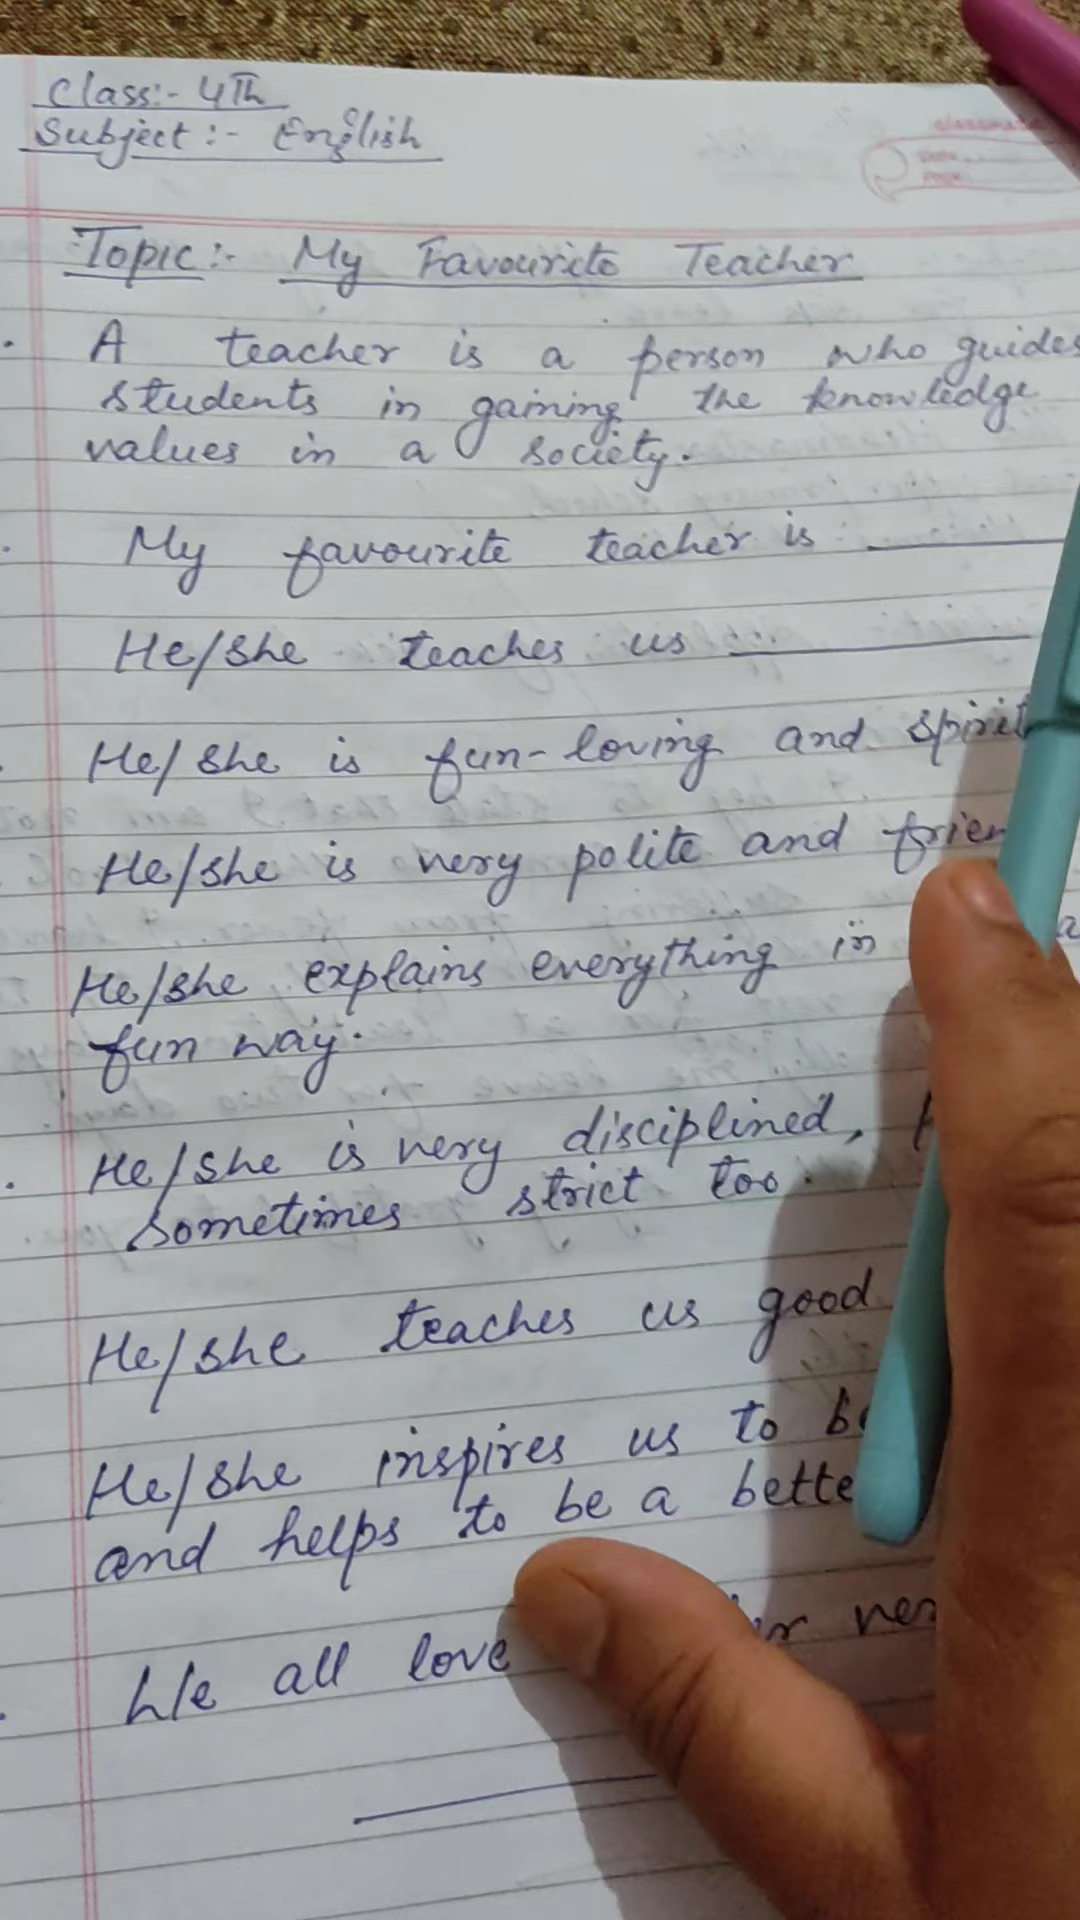 Class:- 4Th
Subject:- English
Topic:- My Favourite Teacher
A teacher is a person who guides
students in gaining the knowledge
values in a society.
My favourite teacher is
He/she teaches us
He/she is fun-loving and
He/she is very polite and
He/she explains everything in
fun way.
He/she is very disciplined,
sometimes strict too.
He/she teaches us good
He/she inspires us to
and helps to be a
We all love